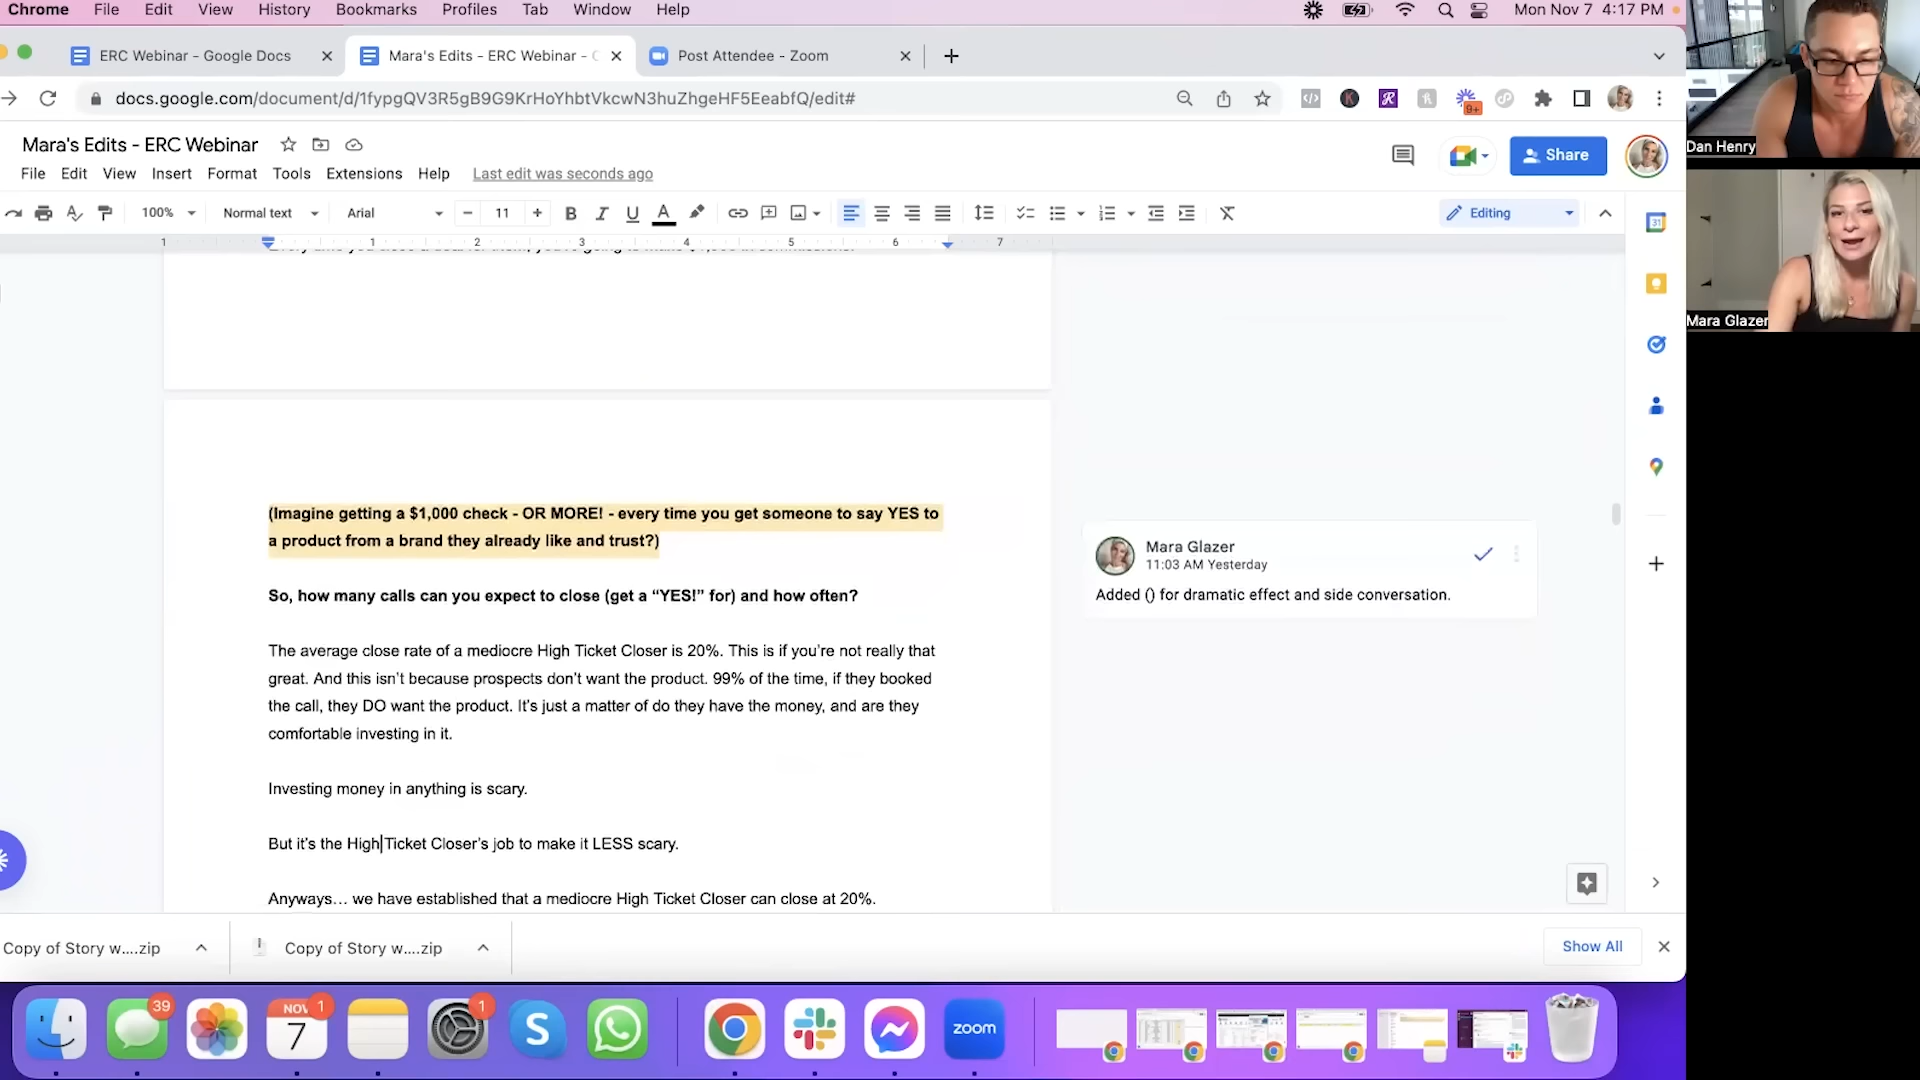 Chrome File Edit View History Bookmarks Profiles Tab Window Help Mon Nov 7 4:17 PM
ERC Webinar - Google Docs Mara's Edits - ERC Webinar - Post Attendee - Zoom
docs.google.com/document/d/1fypgQV3R5gB9G9KrHoYhbtVkcwN3huZhgeHF5EeabfQ/edit#
9+
Mara's Edits - ERC Webinar
File Edit View Insert Format Tools Extensions Help Last edit was seconds ago
Share
100% Normal text Arial 11 Editing
1 1 2 3 4 5 6 7
(Imagine getting a $1,000 check - OR MORE! - every time you get someone to say YES to
a product from a brand they already like and trust?)
So, how many calls can you expect to close (get a “YES!” for) and how often?
The average close rate of a mediocre High Ticket Closer is 20%. This is if you’re not really that
great. And this isn’t because prospects don’t want the product. 99% of the time, if they booked
the call, they DO want the product. It’s just a matter of do they have the money, and are they
comfortable investing in it.
Investing money in anything is scary.
But it’s the High Ticket Closer’s job to make it LESS scary.
Anyways… we have established that a mediocre High Ticket Closer can close at 20%.
Mara Glazer
11:03 AM Yesterday
Added () for dramatic effect and side conversation.
31
Dan Henry
Mara Glazer
Copy of Story w....zip Copy of Story w....zip Show All
39
NOV 7
1
1
zoom